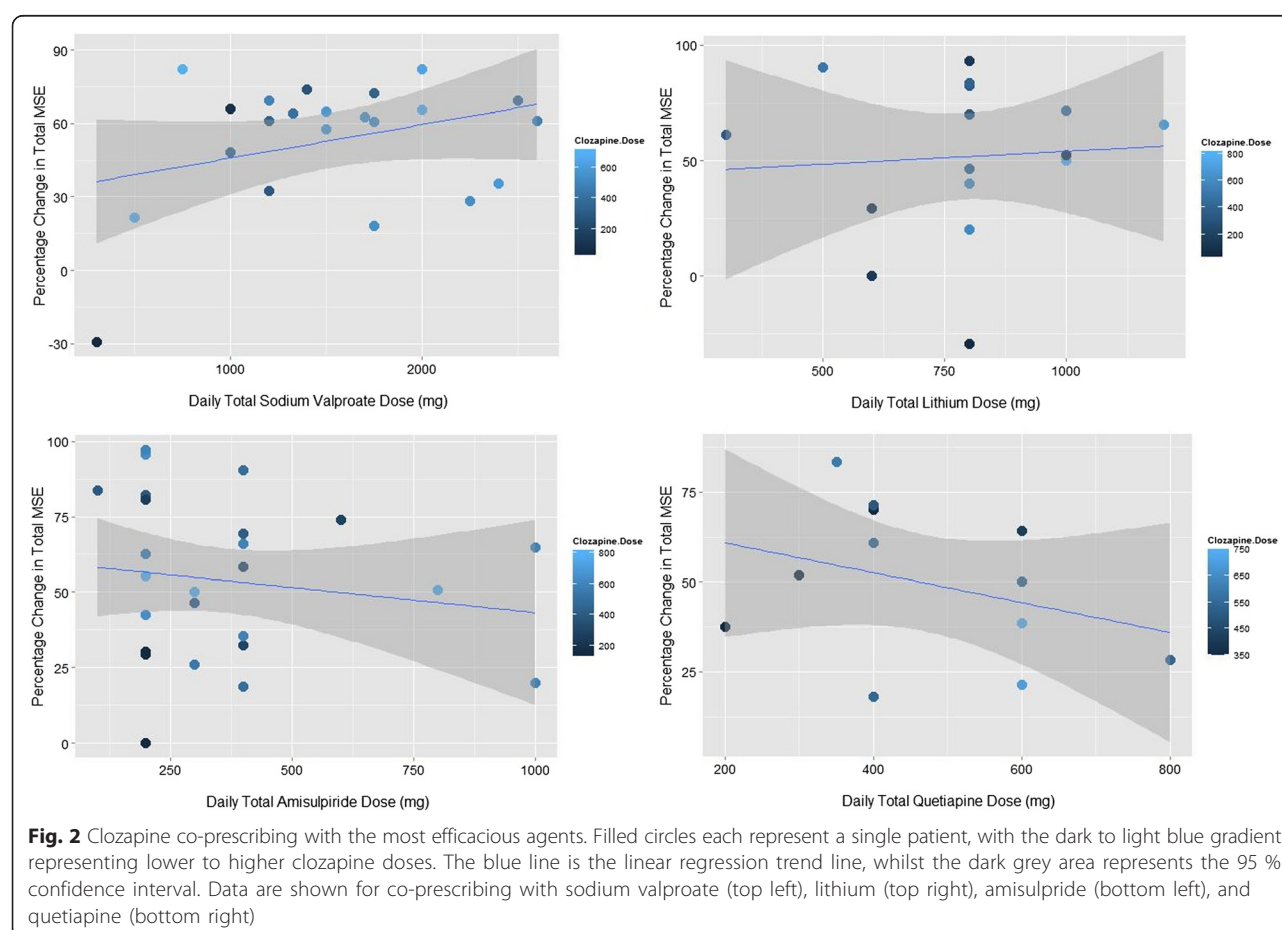 Percentage Change in Total MSE
90
60
30
0
-30
1000
2000
Daily Total Sodium Valproate Dose (mg)
Clozapine.Dose
600
400
200
Percentage Change in Total MSE
100
50
0
500
750
1000
Daily Total Lithium Dose (mg)
Clozapine.Dose
800
600
400
200
Percentage Change in Total MSE
100
75
50
25
0
250
500
750
1000
Daily Total Amisulpiride Dose (mg)
Clozapine.Dose
800
600
400
200
Percentage Change in Total MSE
75
50
25
200
400
600
800
Daily Total Quetiapine Dose (mg)
Clozapine.Dose
750
650
550
450
350
Fig. 2 Clozapine co-prescribing with the most efficacious agents. Filled circles each represent a single patient, with the dark to light blue gradient
representing lower to higher clozapine doses. The blue line is the linear regression trend line, whilst the dark grey area represents the 95 %
confidence interval. Data are shown for co-prescribing with sodium valproate (top left), lithium (top right), amisulpride (bottom left), and
quetiapine (bottom right)